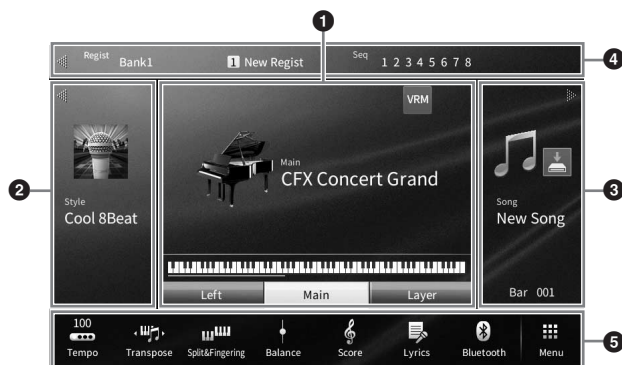 1
Regist
Bank1
1 New Regist
Seq
1 2 3 4 5 6 7 8
4
VRM
2
Style
Cool 8Beat
Main
CFX Concert Grand
Song
New Song
3
Left
Main
Layer
Bar 001
100
Tempo
Transpose
Split&Fingering
Balance
Score
Lyrics
Bluetooth
Menu
5